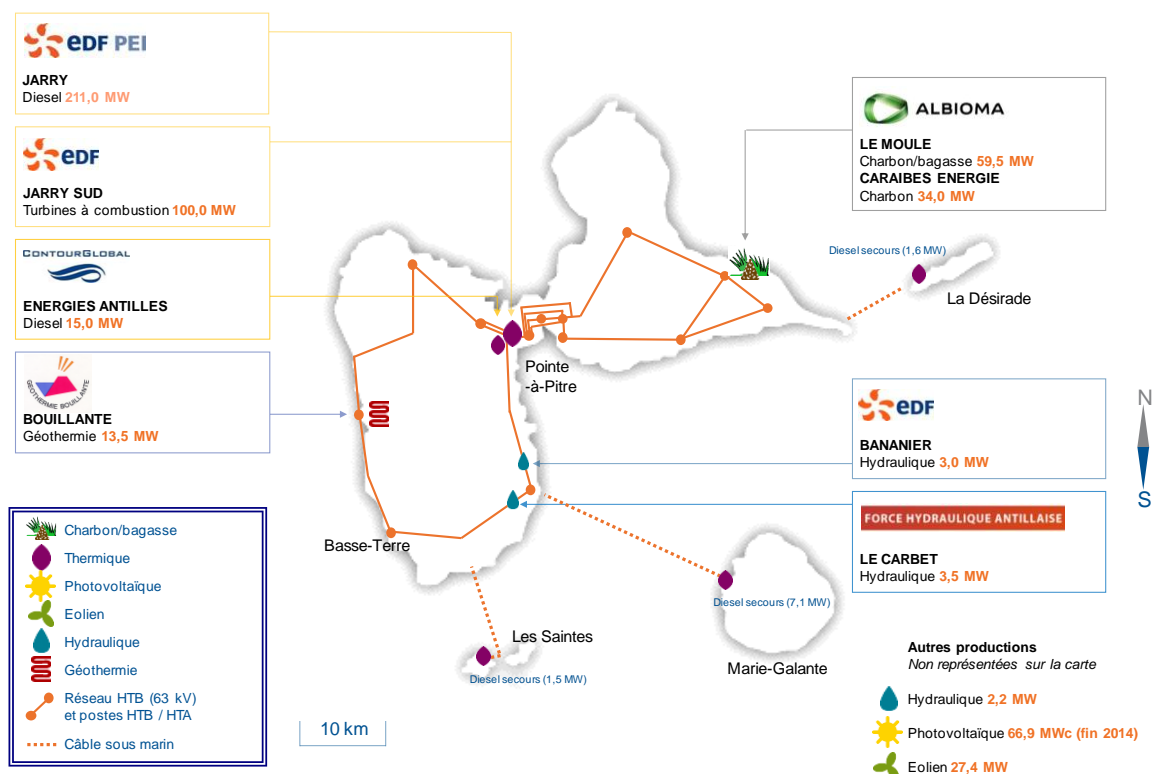 edf PEI
JARRY
Diesel 211,0 MW
edf
JARRY SUD
Turbines à combustion 100,0 MW
CONTOURGLOBAL
ENERGIES ANTILLES
Diesel 15,0 MW
GÉOTHERMIE BOUILLANTE
BOUILLANTE
Géothermie 13,5 MW
ALBIOMA
LE MOULE
Charbon/bagasse 59,5 MW
CARAIBES ENERGIE
Charbon 34,0 MW
Diesel secours (1,6 MW)
La Désirade
Pointe
-à-Pitre
edf
BANANIER
Hydraulique 3,0 MW
N
S
FORCE HYDRAULIQUE ANTILLAISE
LE CARBET
Hydraulique 3,5 MW
Basse-Terre
Diesel secours (7,1 MW)
Marie-Galante
Les Saintes
Diesel secours (1,5 MW)
10 km
Charbon/bagasse
Thermique
Photovoltaïque
Eolien
Hydraulique
Géothermie
Réseau HTB (63 kV)
et postes HTB / HTA
Câble sous marin
Autres productions
Non représentées sur la carte
Hydraulique 2,2 MW
Photovoltaïque 66,9 MWc (fin 2014)
Eolien 27,4 MW